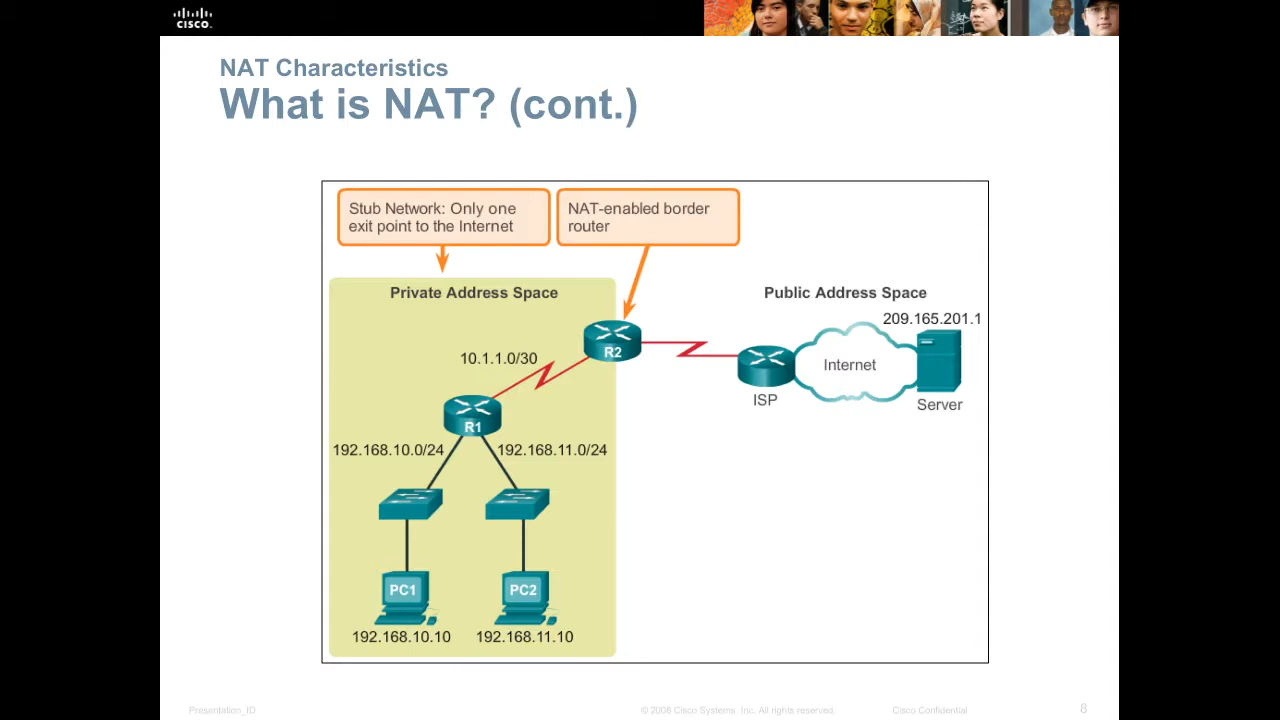 CISCO.
NAT Characteristics
What is NAT? (cont.)
Stub Network: Only one
exit point to the Internet
NAT-enabled border
router
Private Address Space
Public Address Space
209.165.201.1
R2
10.1.1.0/30
Internet
ISP
Server
R1
192.168.10.0/24
192.168.11.0/24
PC1
PC2
192.168.10.10
192.168.11.10
Presentation_ID
© 2008 Cisco Systems, Inc. All rights reserved.
Cisco Confidential
8